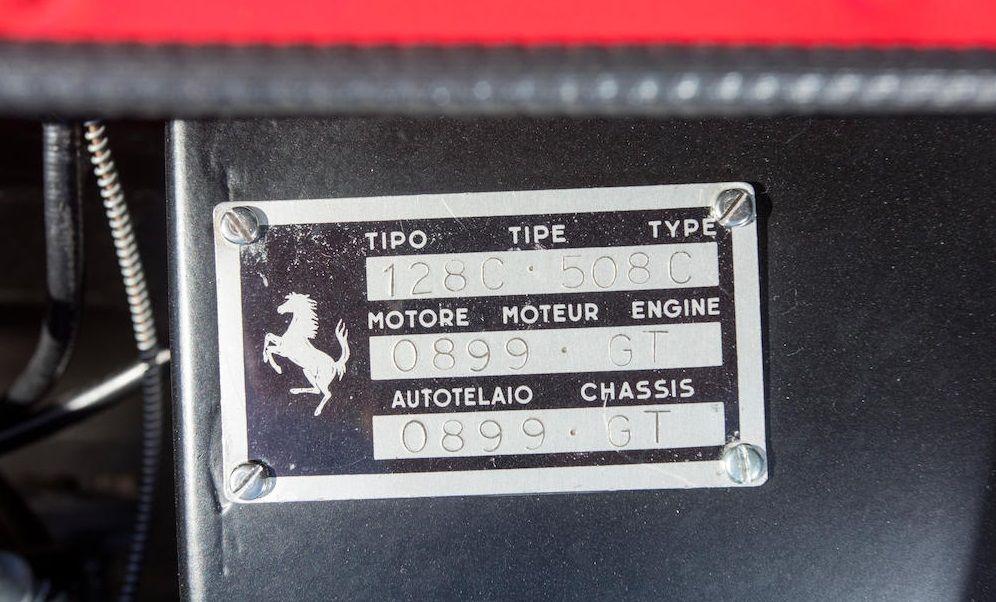 TIPO TIPE TYPE
128C · 508C
MOTORE MOTEUR ENGINE
0899 · GT
AUTOTELAIO CHASSIS
0899 · GT